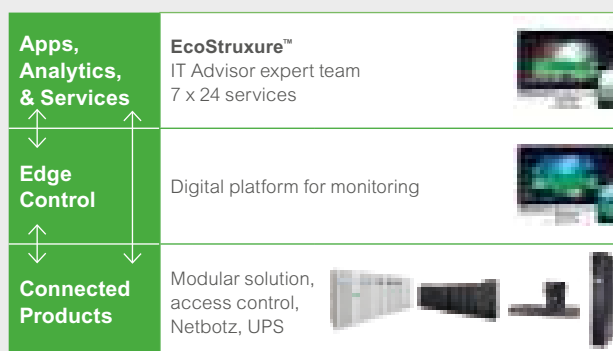 Apps,
Analytics,
& Services
EcoStruxure™
IT Advisor expert team
7 x 24 services
Edge
Control
Digital platform for monitoring
Connected
Products
Modular solution,
access control,
Netbotz, UPS